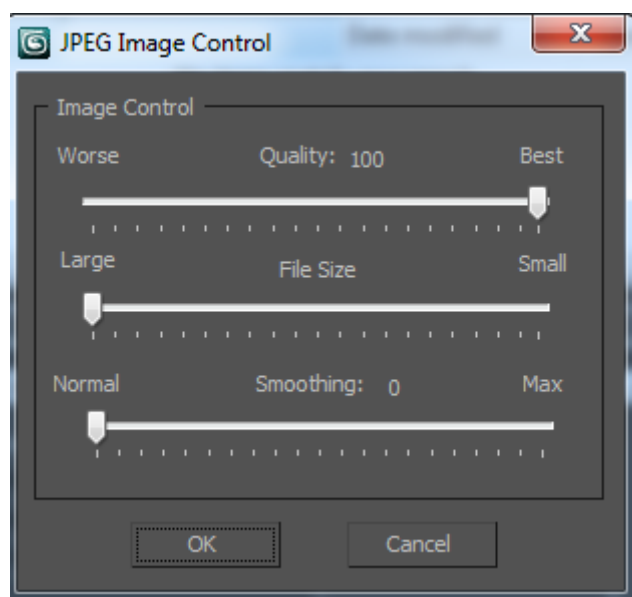 JPEG Image Control
Image Control
Worse Quality: 100 Best
Large File Size Small
Normal Smoothing: 0 Max
OK Cancel